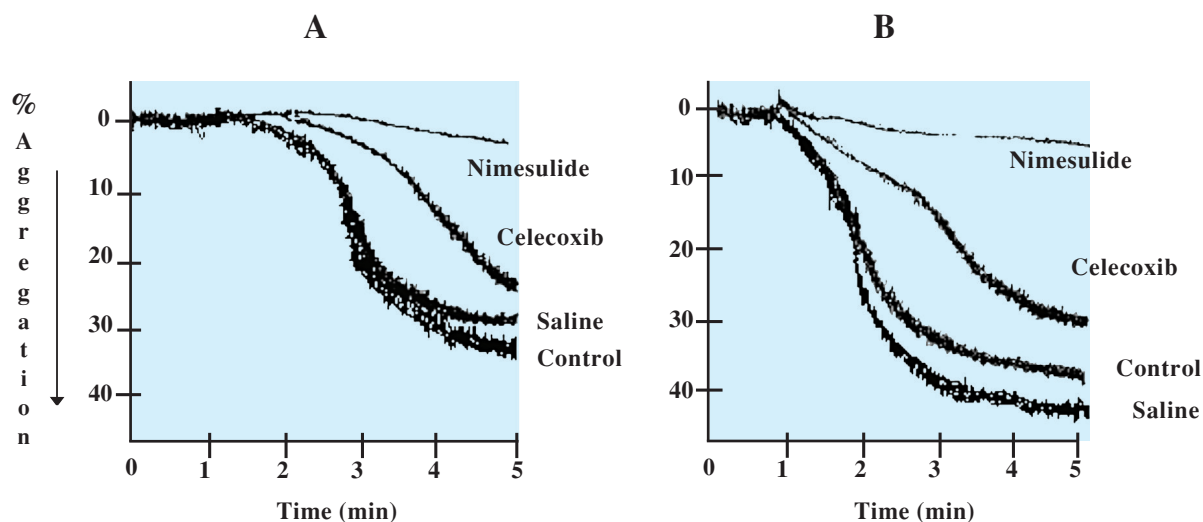 A
B
%
Aggregation
0
10
20
30
40
Nimesulide
Celecoxib
Saline
Control
0 1 2 3 4 5
Time (min)
0
10
20
30
40
Nimesulide
Celecoxib
Control
Saline
0 1 2 3 4 5
Time (min)